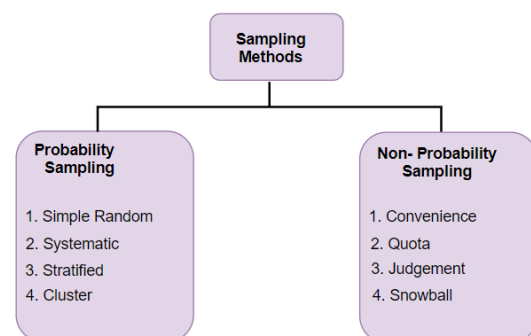 Sampling
Methods
Probability
Sampling
1. Simple Random
2. Systematic
3. Stratified
4. Cluster
Non- Probability
Sampling
1. Convenience
2. Quota
3. Judgement
4. Snowball